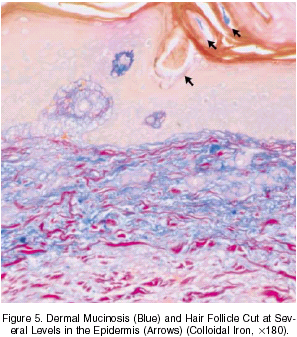 Figure 5. Dermal Mucinosis (Blue) and Hair Follicle Cut at Sev-
eral Levels in the Epidermis (Arrows) (Colloidal Iron, ×180).